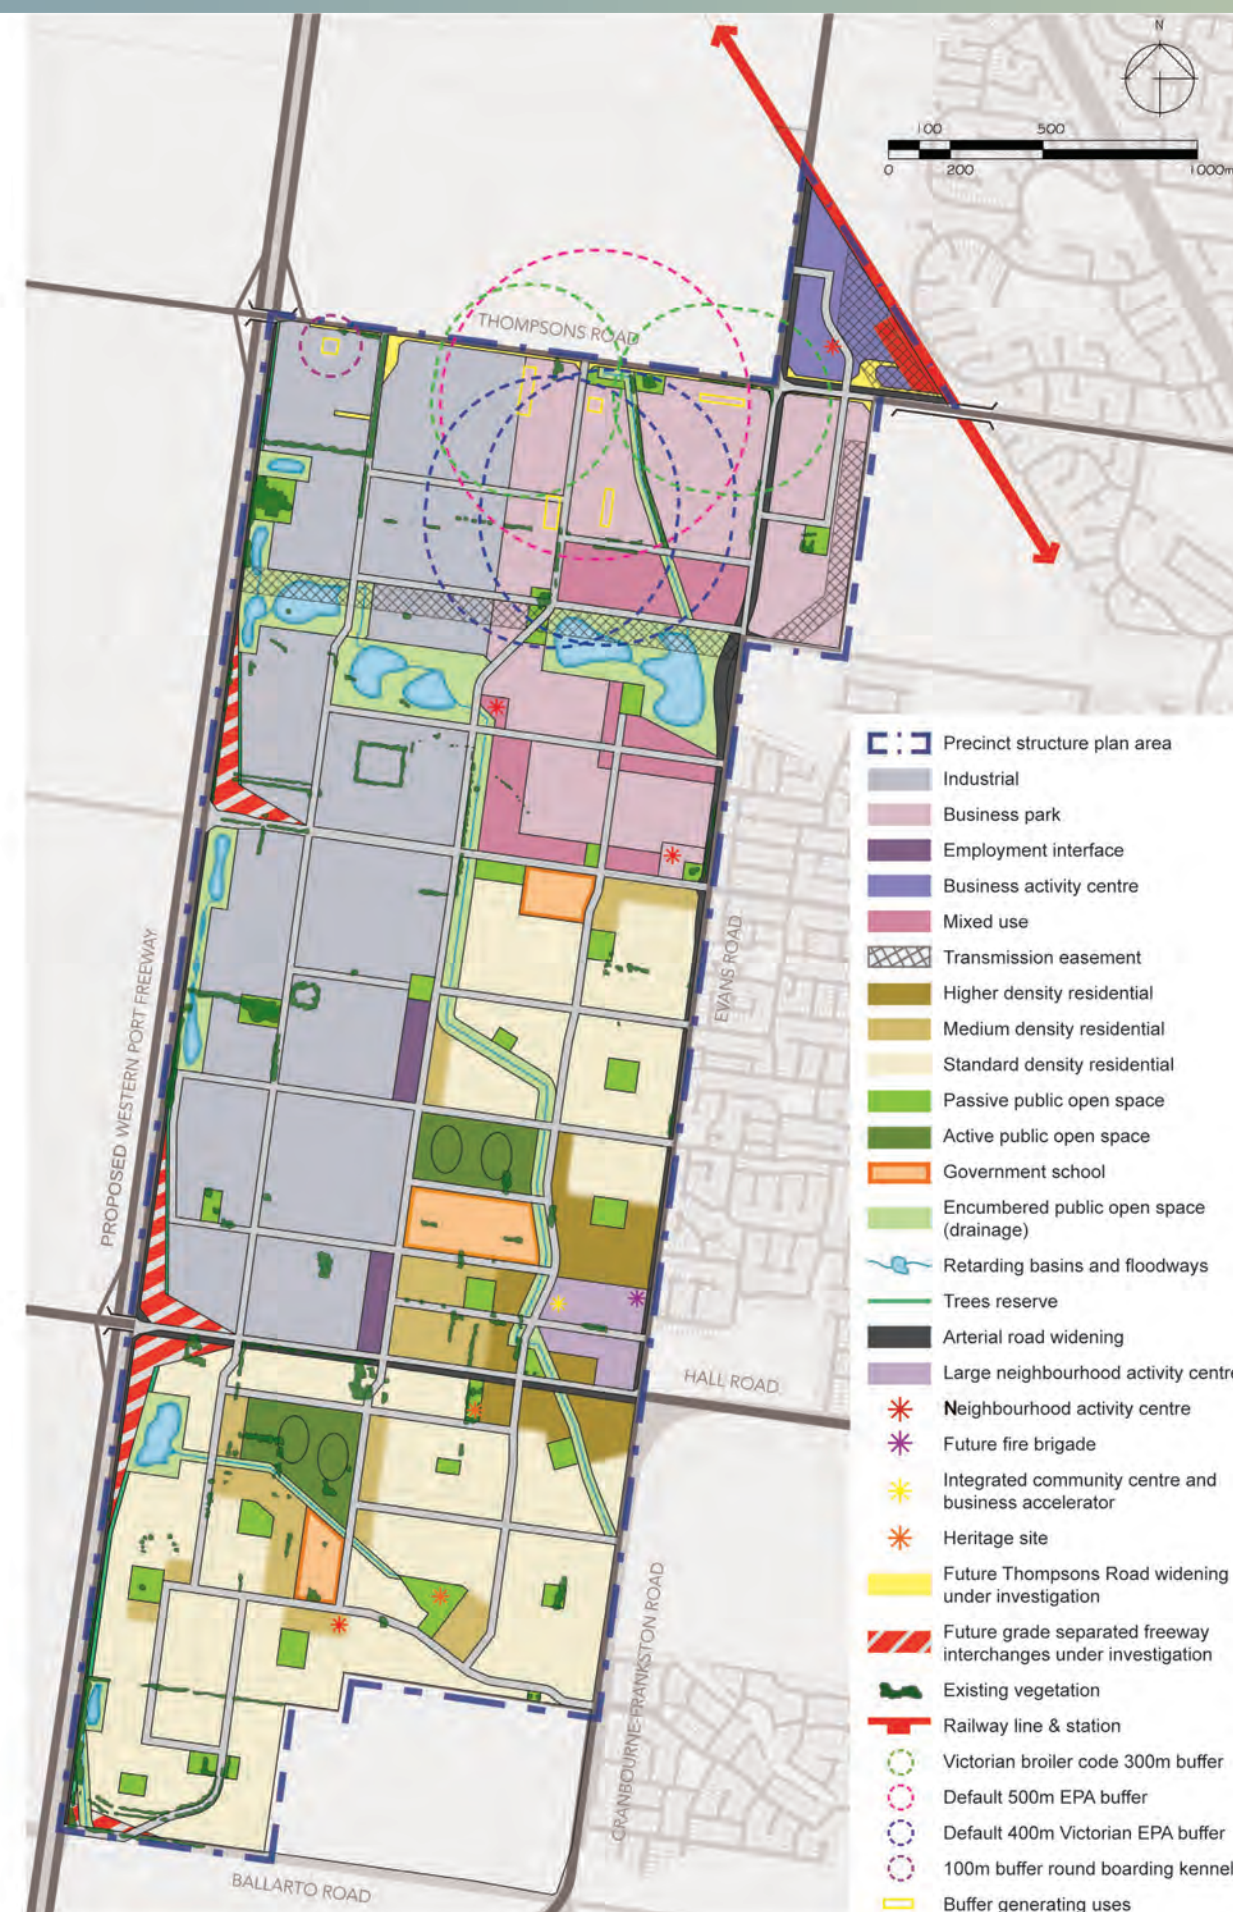 N
100
500
0
200
1000m
THOMPSONS ROAD
PROPOSED WESTERN PORT FREEWAY
EVANS ROAD
HALL ROAD
CRANBOURNE-FRANKSTON ROAD
BALLARTO ROAD
Precinct structure plan area
Industrial
Business park
Employment interface
Business activity centre
Mixed use
Transmission easement
Higher density residential
Medium density residential
Standard density residential
Passive public open space
Active public open space
Government school
Encumbered public open space
(drainage)
Retarding basins and floodways
Trees reserve
Arterial road widening
Large neighbourhood activity centre
Neighbourhood activity centre
Future fire brigade
Integrated community centre and
business accelerator
Heritage site
Future Thompsons Road widening
under investigation
Future grade separated freeway
interchanges under investigation
Existing vegetation
Railway line & station
Victorian broiler code 300m buffer
Default 500m EPA buffer
Default 400m Victorian EPA buffer
100m buffer round boarding kennel
Buffer generating uses